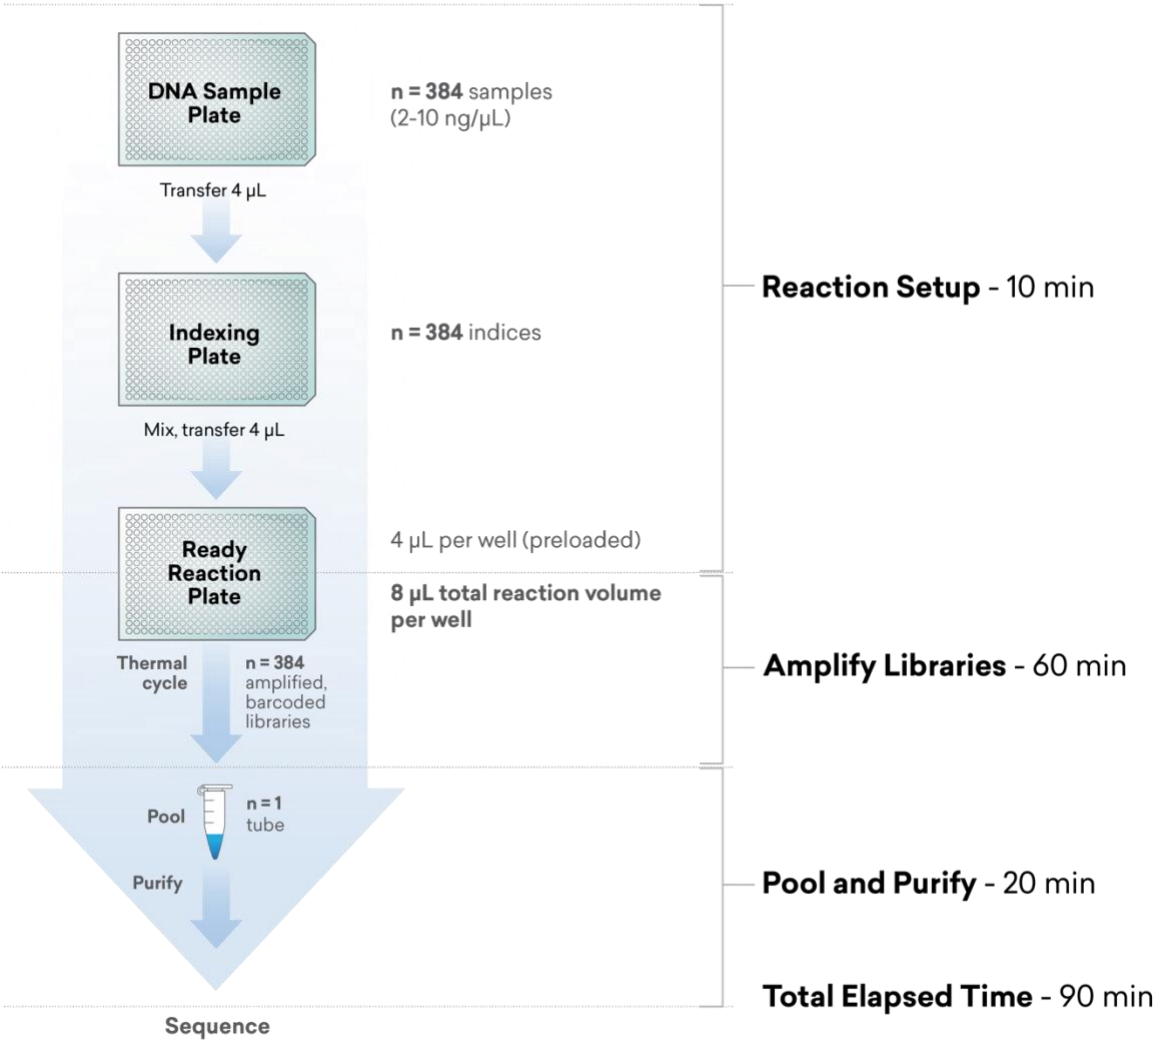 DNA Sample
Plate
n = 384 samples
(2-10 ng/µL)
Transfer 4 µL
Reaction Setup - 10 min
Indexing
Plate
n = 384 indices
Mix, transfer 4 µL
Ready
Reaction
Plate
4 µL per well (preloaded)
8 µL total reaction volume
per well
Thermal
cycle
n = 384
amplified,
barcoded
libraries
Amplify Libraries - 60 min
Pool
n = 1
tube
Purify
Pool and Purify - 20 min
Total Elapsed Time - 90 min
Sequence